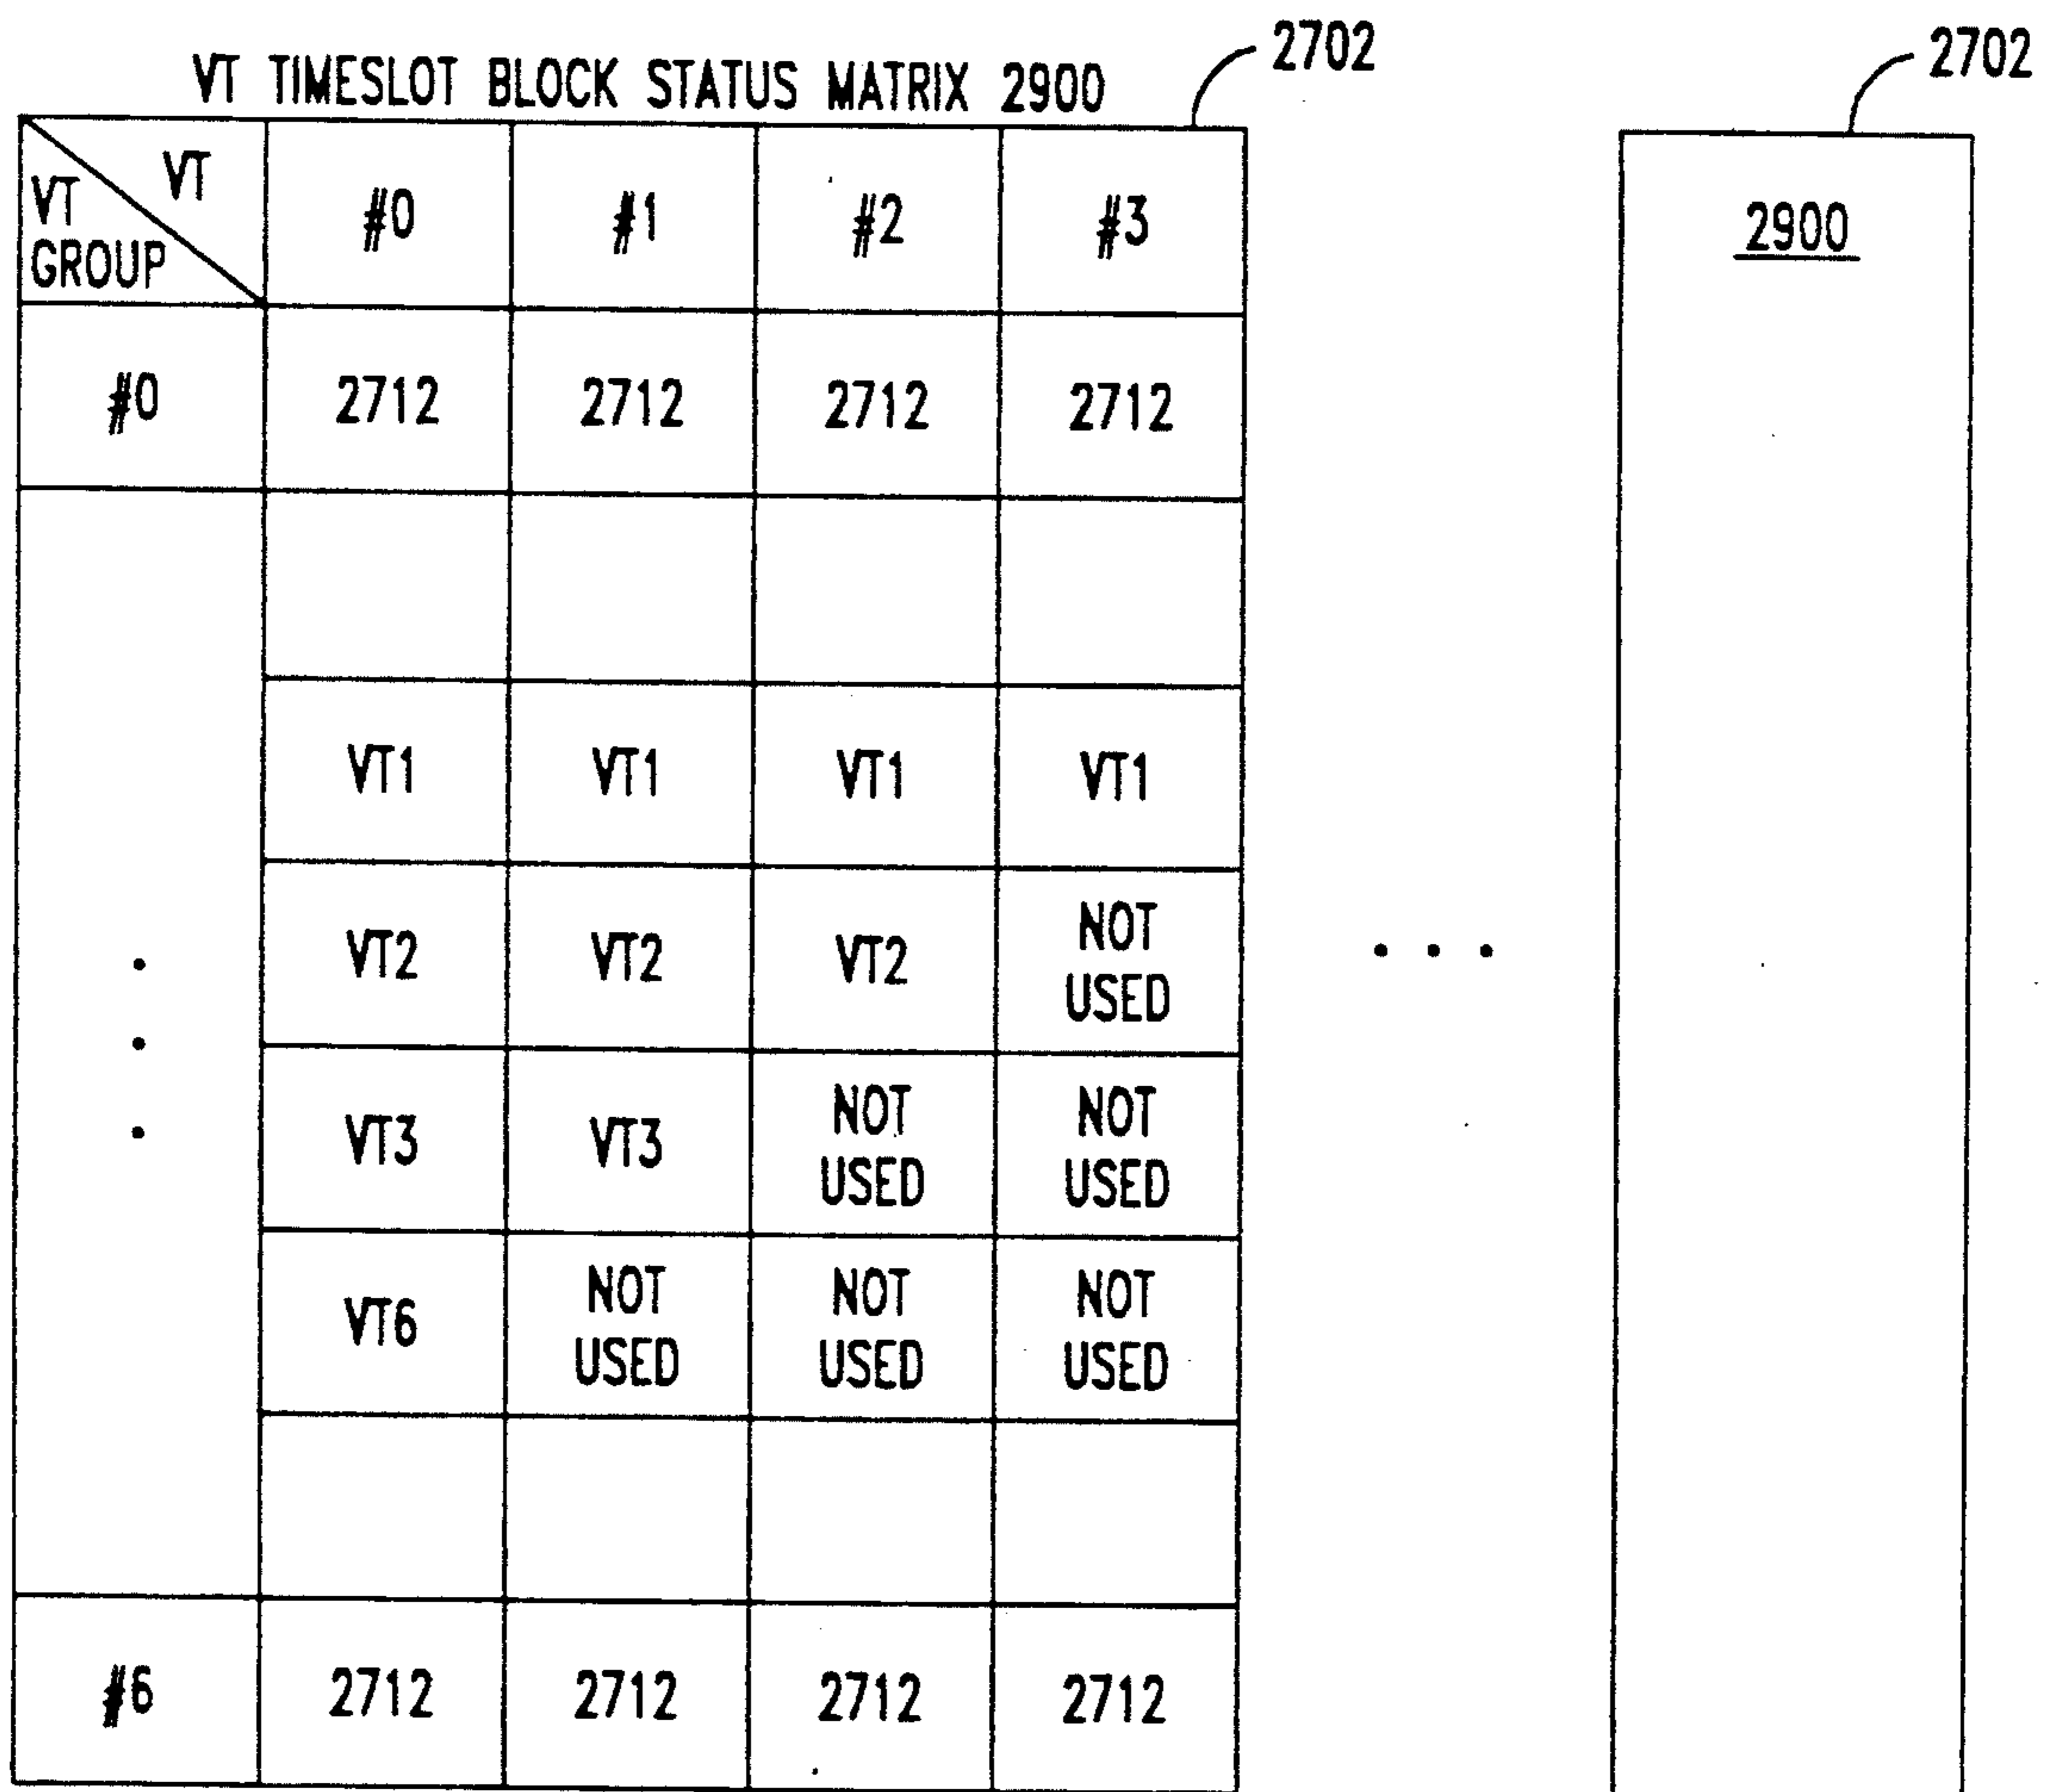 VT TIMESLOT BLOCK STATUS MATRIX 2900
2702
2702
VT
VT GROUP
#0 #1 #2 #3
2900
#0 2712 2712 2712 2712
VT1 VT1 VT1 VT1
VT2 VT2 VT2 NOT USED
VT3 VT3 NOT USED NOT USED
VT6 NOT USED NOT USED NOT USED
#6 2712 2712 2712 2712